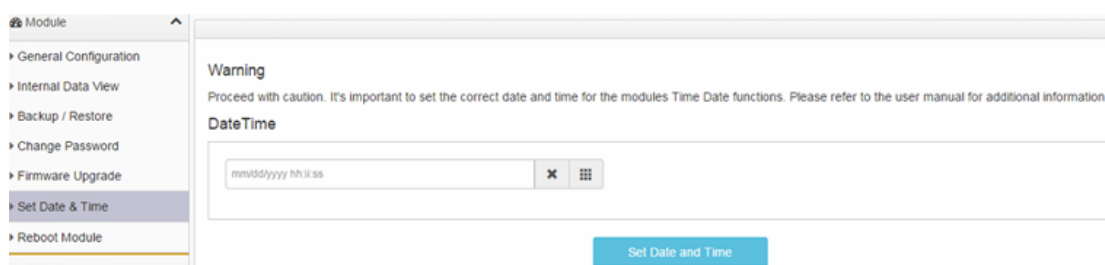 Module
General Configuration
Internal Data View
Backup / Restore
Change Password
Firmware Upgrade
Set Date & Time
Reboot Module
Warning
Proceed with caution. It's important to set the correct date and time for the modules Time Date functions. Please refer to the user manual for additional information
DateTime
mm/dd/yyyy hh:ii:ss
Set Date and Time